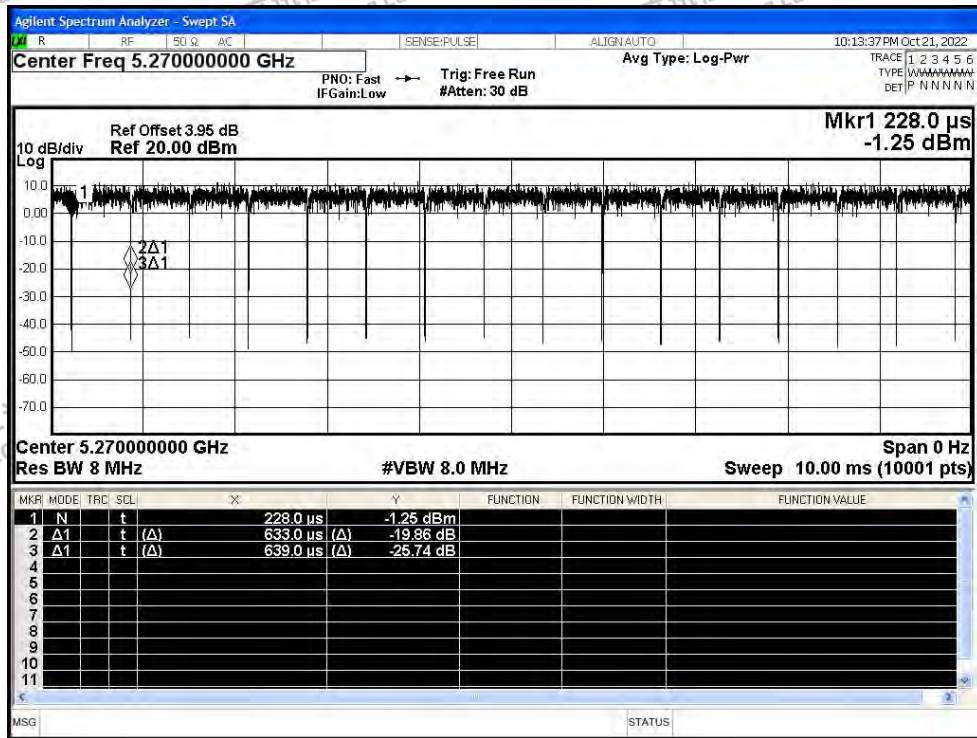 Agilent Spectrum Analyzer - Swept SA
LXI R RF 50 Ω AC SENSE:PULSE ALIGNAUTO 10:13:37 PM Oct 21, 2022
Center Freq 5.270000000 GHz
PNO: Fast
IFGain:Low
Trig: Free Run
#Atten: 30 dB
Avg Type: Log-Pwr
TRACE 1 2 3 4 5 6
TYPE WWWWWW
DET P N N N N N
Mkr1 228.0 µs
-1.25 dBm
Ref Offset 3.95 dB
10 dB/div Ref 20.00 dBm
Log
10.0
0.00
-10.0
-20.0
-30.0
-40.0
-50.0
-60.0
-70.0
1
2Δ1
3Δ1
Center 5.270000000 GHz Span 0 Hz
Res BW 8 MHz #VBW 8.0 MHz Sweep 10.00 ms (10001 pts)
MKR MODE TRC SCL X Y FUNCTION FUNCTION WIDTH FUNCTION VALUE
1 N t 228.0 µs -1.25 dBm
2 Δ1 t (Δ) 633.0 µs (Δ) -19.86 dB
3 Δ1 t (Δ) 639.0 µs (Δ) -25.74 dB
4
5
6
7
8
9
10
11
MSG STATUS